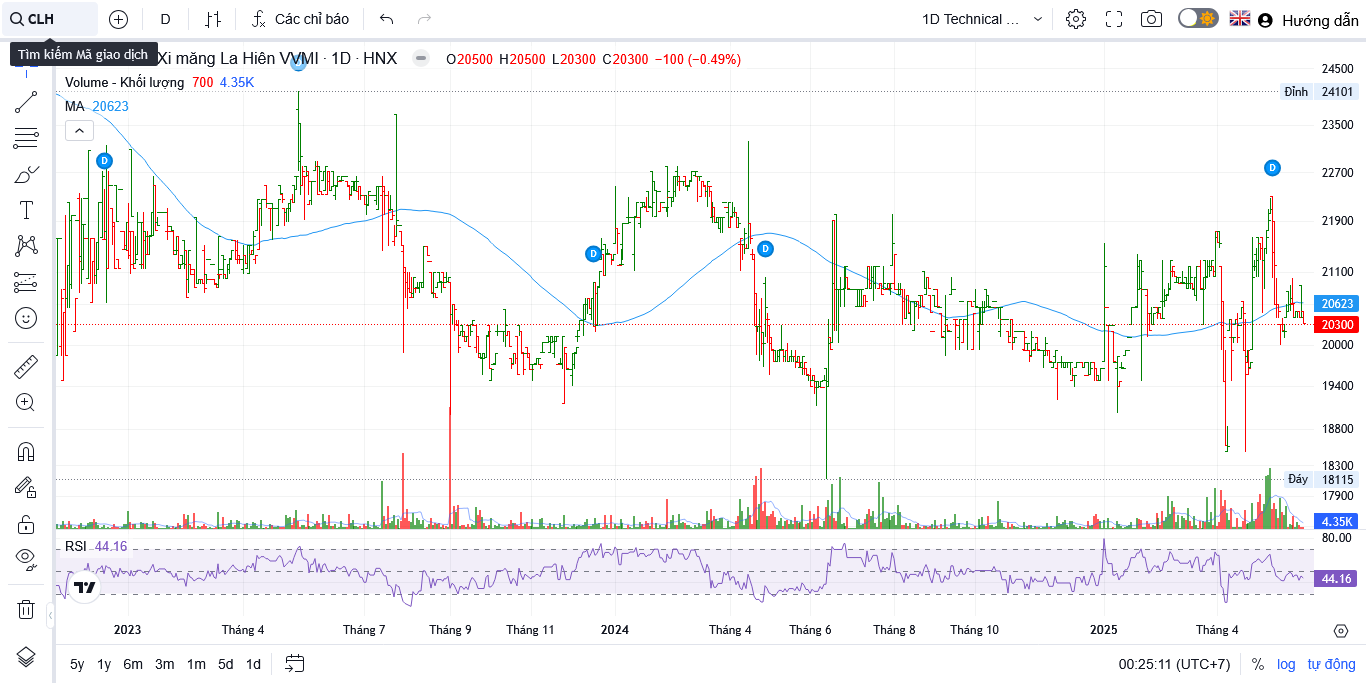 CLH D Các chỉ báo 1D Technical ... Hướng dẫn
Tìm kiếm Mã giao dịch
Xi măng La Hiên VVMI · 1D · HNX O20500 H20500 L20300 C20300 −100 (−0.49%)
Volume - Khối lượng 700 4.35K
MA 20623
24500
Đỉnh 24101
23500
D
D
22700
21900
D
D
21100
20623
20300
20000
19400
18800
18300
Đáy 18115
17900
4.35K
80.00
RSI 44.16
44.16
2023 Tháng 4 Tháng 7 Tháng 9 Tháng 11 2024 Tháng 4 Tháng 6 Tháng 8 Tháng 10 2025 Tháng 4
5y 1y 6m 3m 1m 5d 1d 00:25:11 (UTC+7) % log tự động